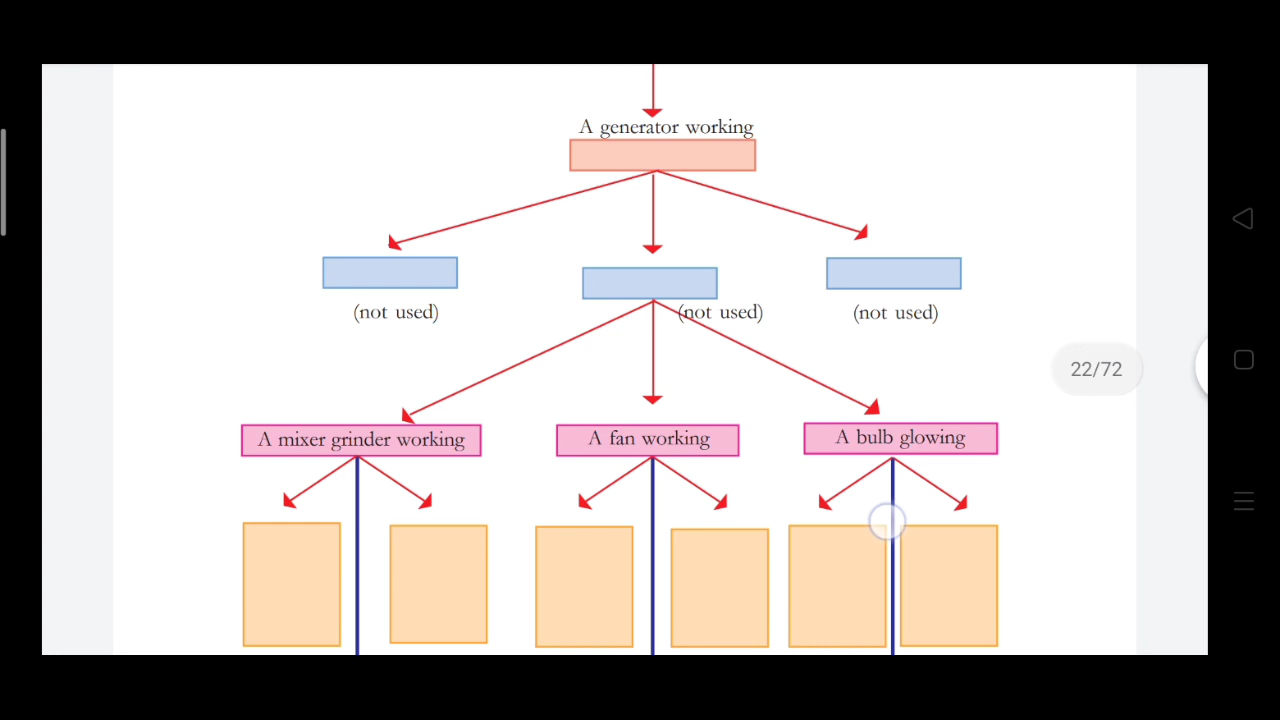 A generator working
(not used)
(not used)
(not used)
22/72
A mixer grinder working
A fan working
A bulb glowing